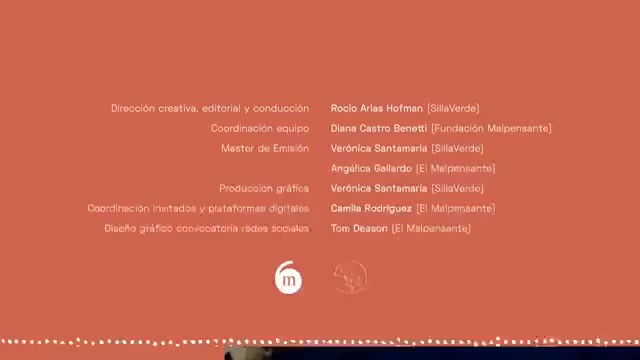 Dirección creativa, editorial y conducción Rocio Arias Hofman [SillaVerde]
Coordinación equipo Diana Castro Benetti [Fundación Malpensante]
Master de Emisión Verónica Santamaría [SillaVerde]
Angélica Gallardo [El Malpensante]
Producción gráfica Verónica Santamaría [SillaVerde]
Coordinación invitados y plataformas digitales Camila Rodríguez [El Malpensante]
Diseño gráfico convocatoria redes sociales Tom Deason [El Malpensante]
m